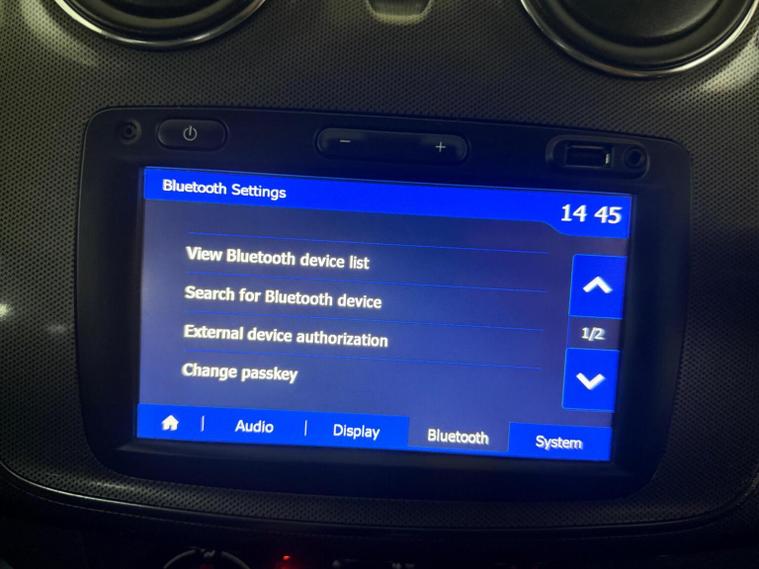 Bluetooth Settings
14 45
View Bluetooth device list
Search for Bluetooth device
External device authorization
1/2
Change passkey
Audio | Display Bluetooth System